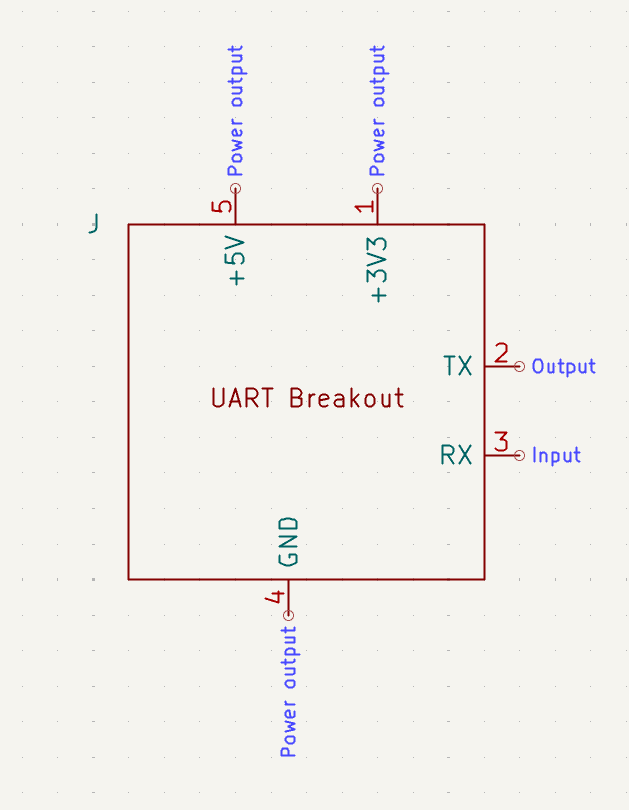 Power output
Power output
5
1
J
+5V
+3V3
TX
2
Output
UART Breakout
RX
3
Input
GND
4
Power output